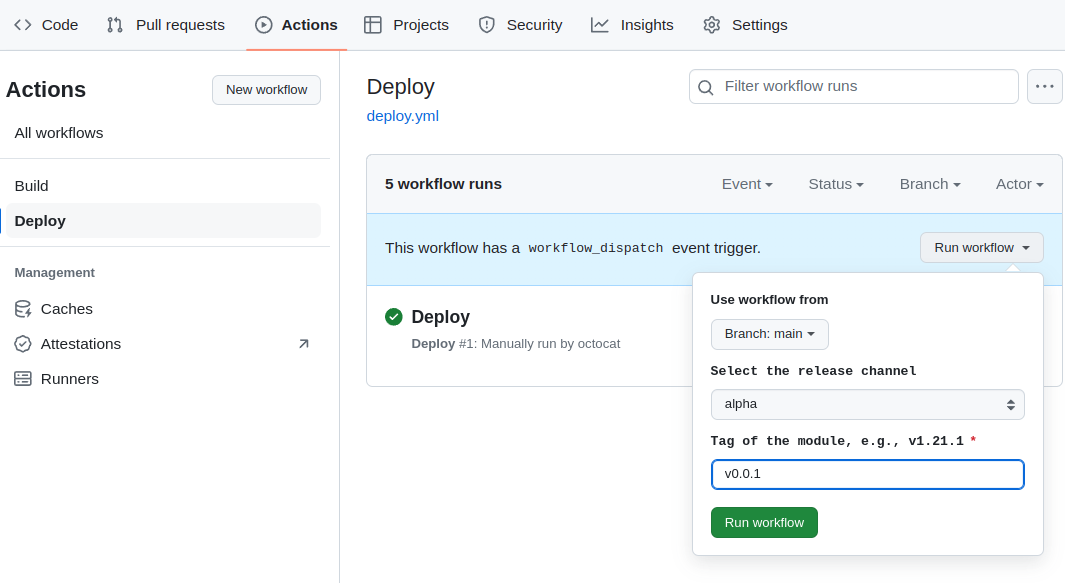 Code Pull requests Actions Projects Security Insights Settings
Actions
New workflow
All workflows
Build
Deploy
Management
Caches
Attestations
Runners
Deploy
deploy.yml
Filter workflow runs
5 workflow runs
Event Status Branch Actor
This workflow has a workflow_dispatch event trigger.
Run workflow
Deploy
Deploy #1: Manually run by octocat
Use workflow from
Branch: main
Select the release channel
alpha
Tag of the module, e.g., v1.21.1 *
v0.0.1
Run workflow